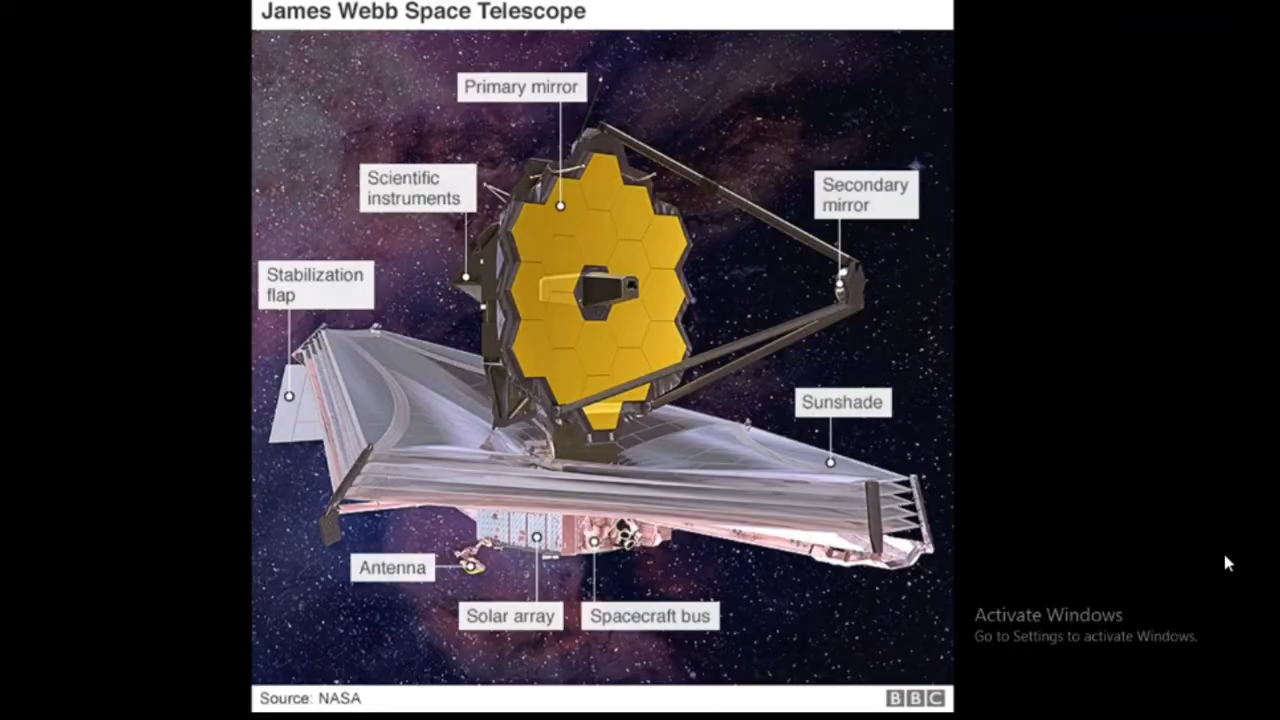 James Webb Space Telescope
Primary mirror
Scientific
instruments
Secondary
mirror
Stabilization
flap
Sunshade
Antenna
Solar array
Spacecraft bus
Activate Windows
Go to Settings to activate Windows.
Source: NASA
BBC